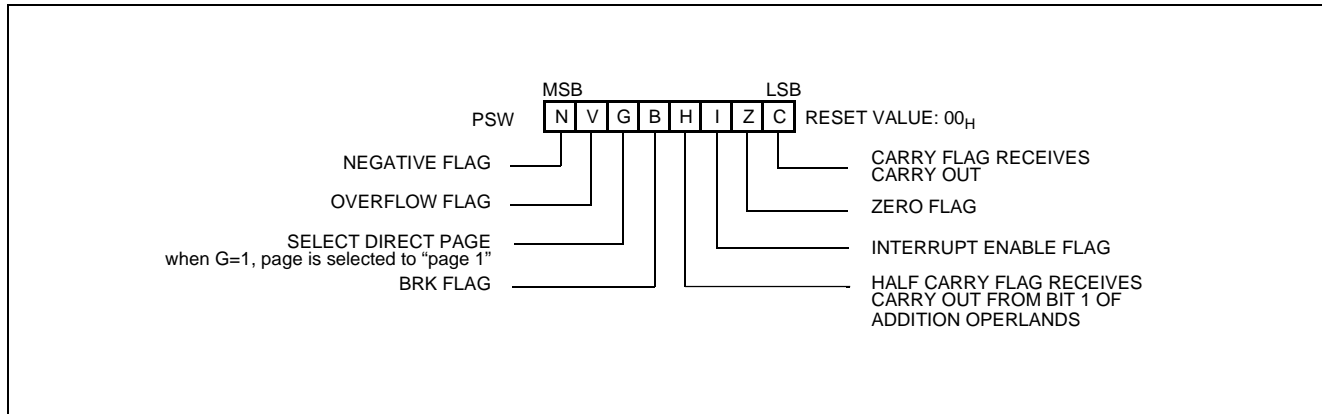 MSB LSB
PSW N V G B H I Z C RESET VALUE: 00H
NEGATIVE FLAG
OVERFLOW FLAG
SELECT DIRECT PAGE
when G=1, page is selected to “page 1”
BRK FLAG
CARRY FLAG RECEIVES
CARRY OUT
ZERO FLAG
INTERRUPT ENABLE FLAG
HALF CARRY FLAG RECEIVES
CARRY OUT FROM BIT 1 OF
ADDITION OPERLANDS